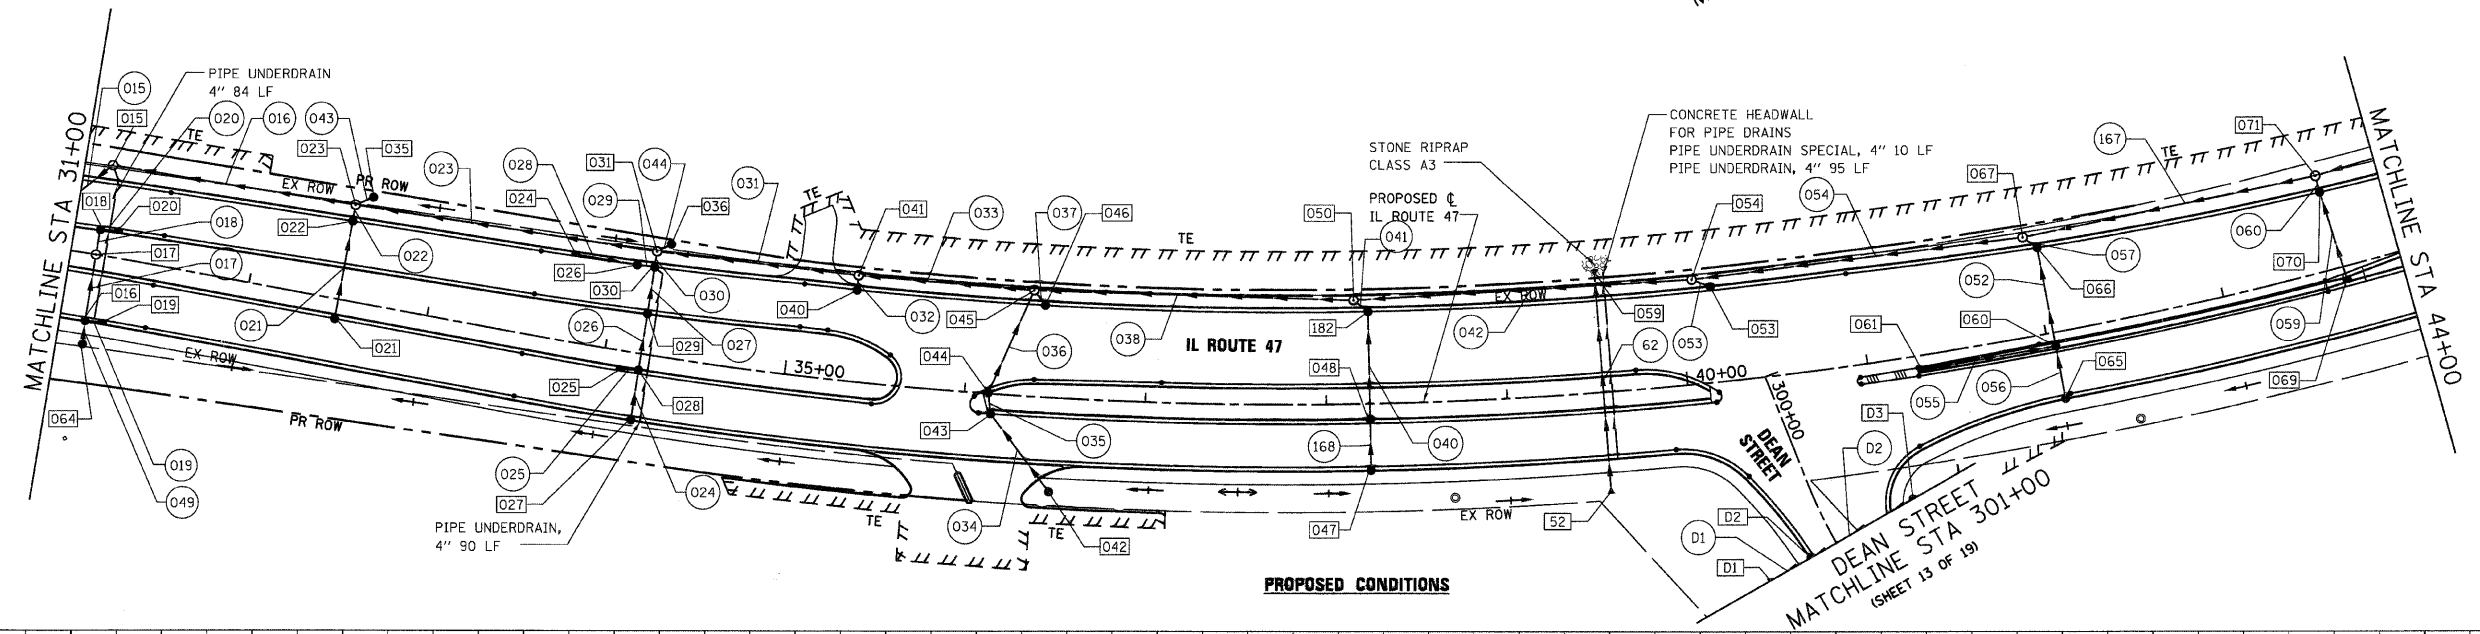 MATCHLINE STA 31+00
015
015
PIPE UNDERDRAIN
4" 84 LF
TE
020
016
043
023
035
EX ROW
PR ROW
023
028
024
031
029
044
036
031
TE
041
033
037
046
TE
050
041
STONE RIPRAP
CLASS A3
PROPOSED ℄
IL ROUTE 47
CONCRETE HEADWALL
FOR PIPE DRAINS
PIPE UNDERDRAIN SPECIAL, 4" 10 LF
PIPE UNDERDRAIN, 4" 95 LF
054
054
067
167
TE
071
MATCHLINE STA 44+00
018
020
018
017
017
016
019
022
022
021
021
026
030
030
026
027
029
025
028
040
032
045
35+00
044
036
038
IL ROUTE 47
182
048
042
EX ROW
059
053
053
62
40+00
061
060
052
057
066
060
070
059
069
065
056
055
EX ROW
064
PR ROW
019
049
025
027
024
PIPE UNDERDRAIN,
4" 90 LF
TE
043
035
034
TE
042
168
040
047
EX ROW
52
300+00
DEAN
STREET
D3
D2
D2
D1
D1
DEAN STREET
MATCHLINE STA 301+00
(SHEET 13 OF 19)
PROPOSED CONDITIONS